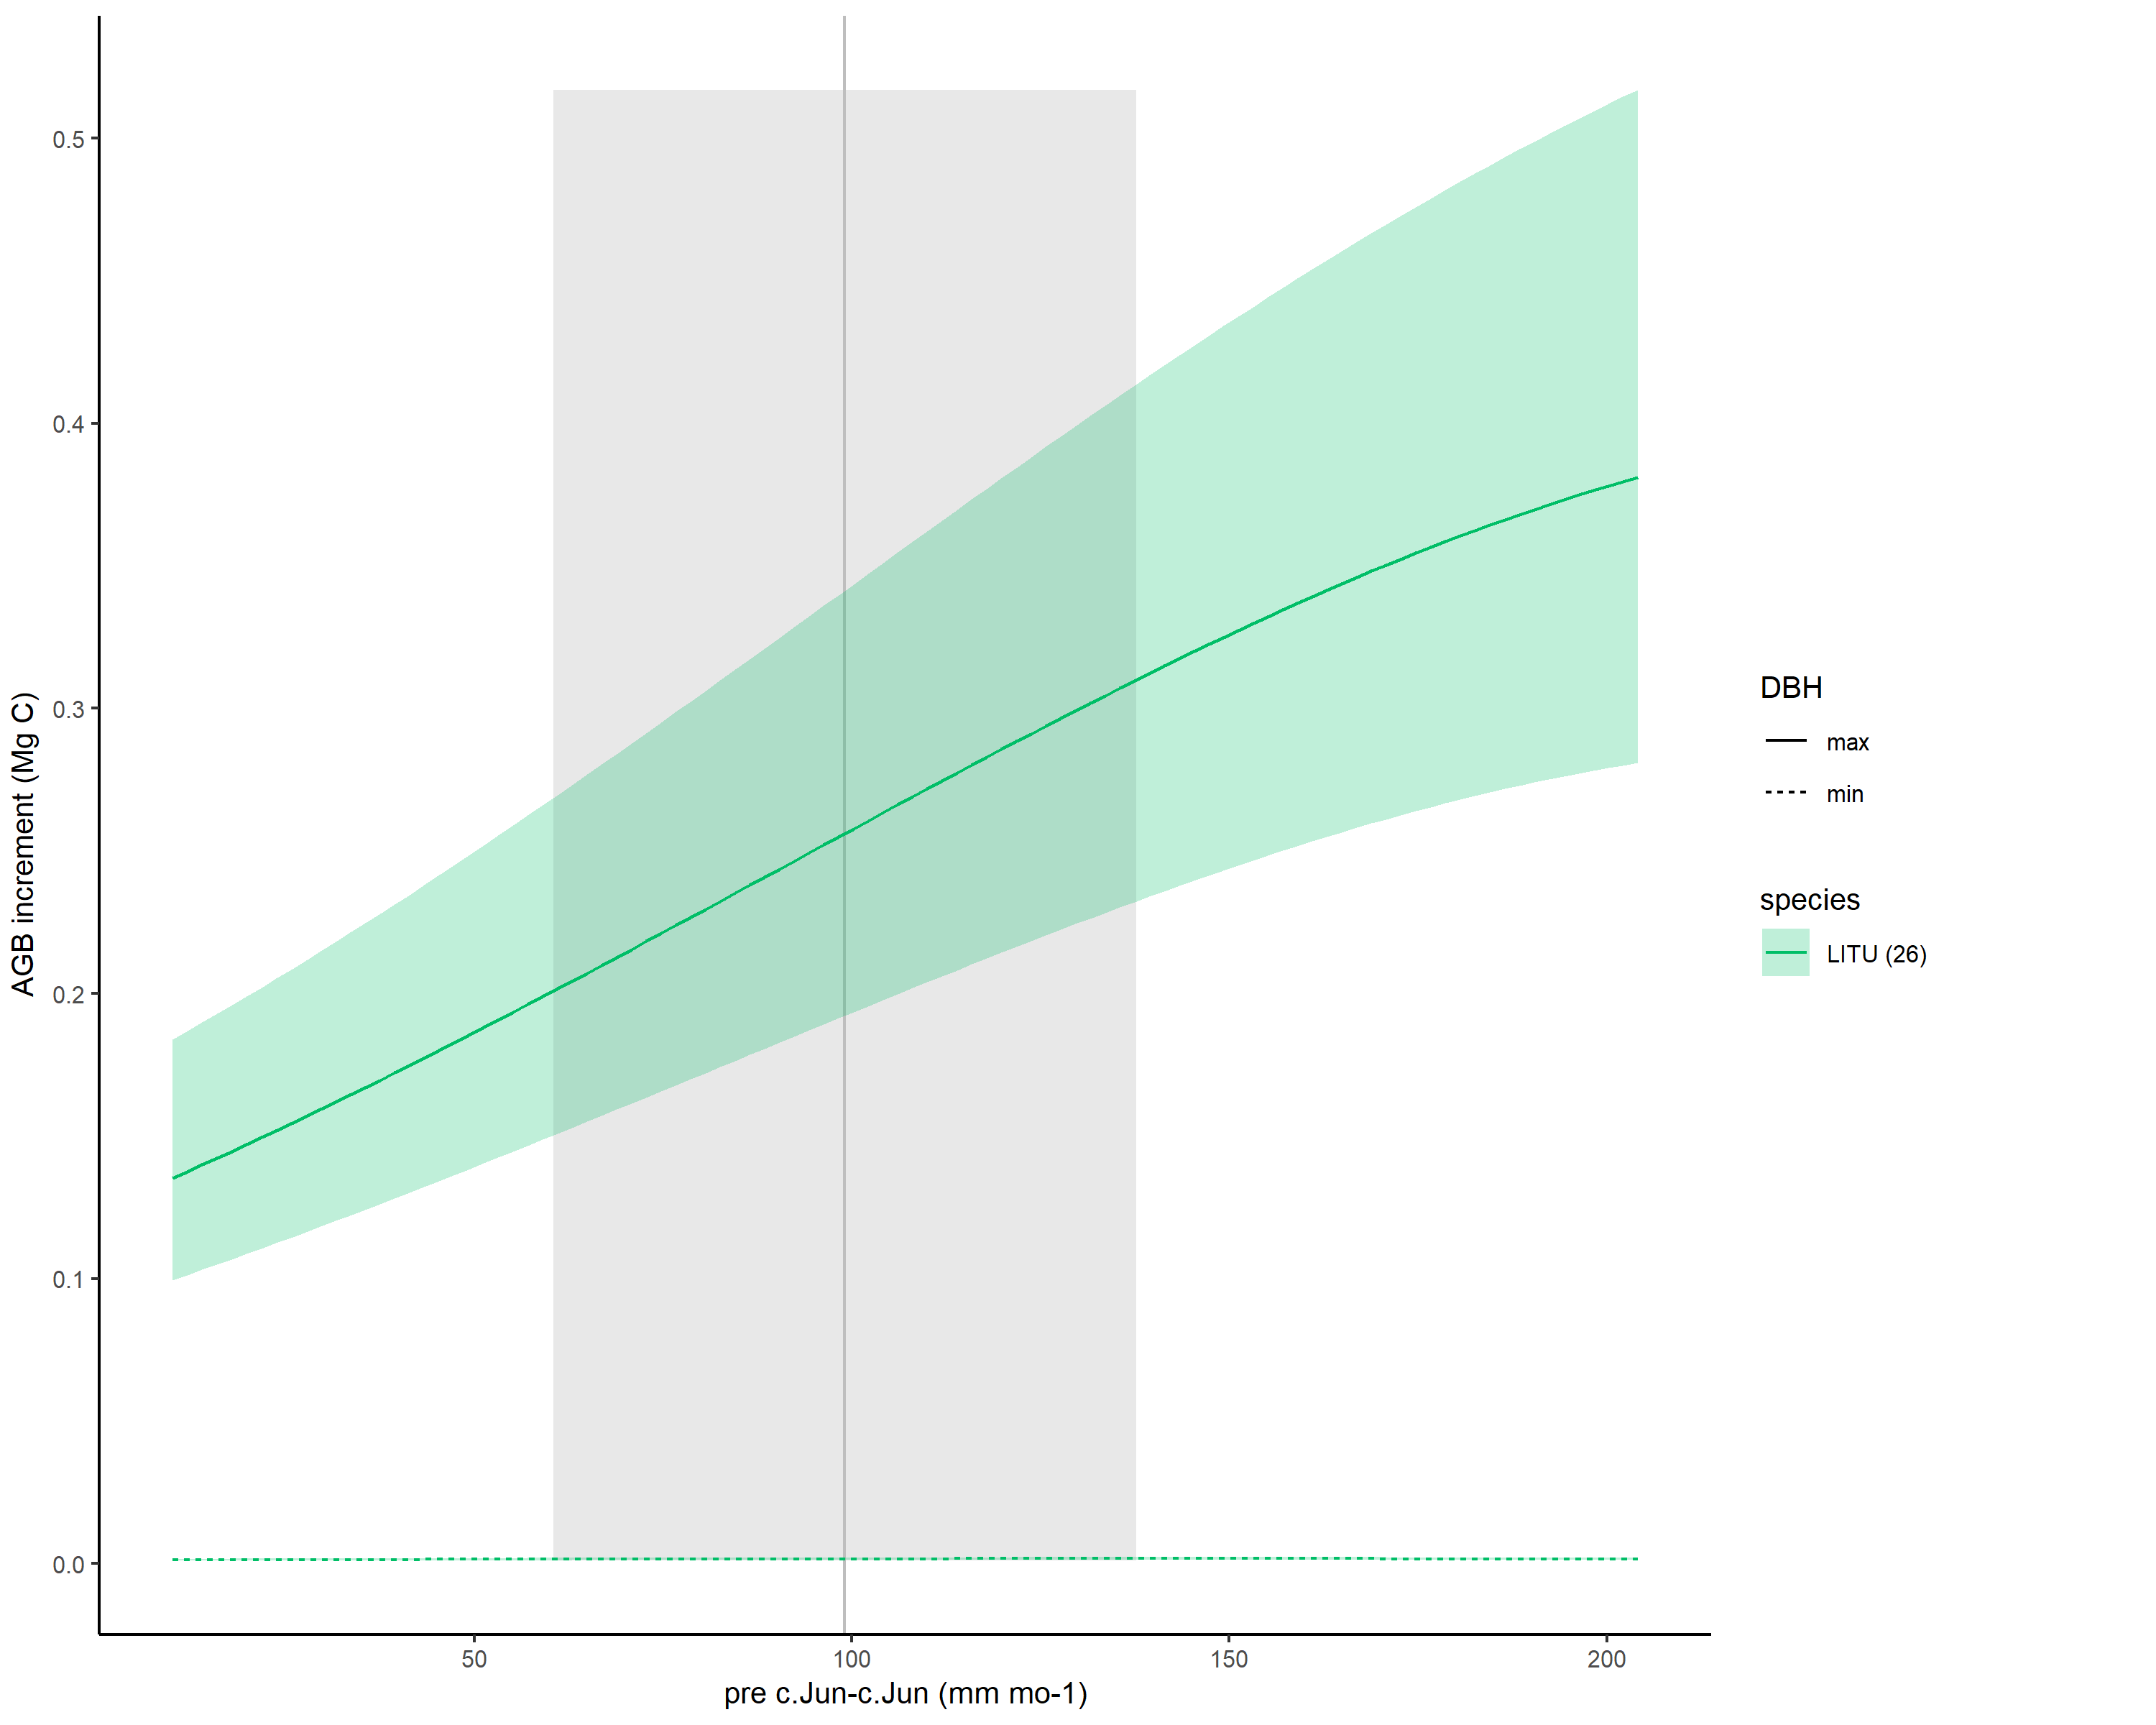 AGB increment (Mg C)
0.5
0.4
0.3
0.2
0.1
0.0
50
100
150
200
pre c.Jun-c.Jun (mm mo-1)
DBH
max
min
species
LITU (26)